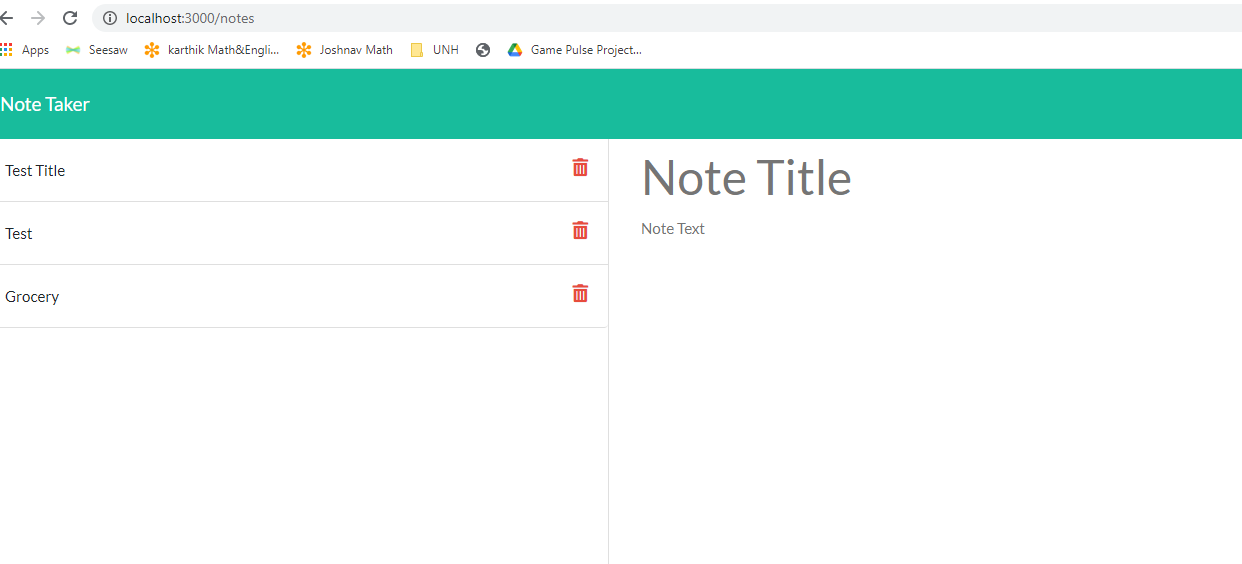 localhost:3000/notes
Apps Seesaw karthik Math&Engli... Joshnav Math UNH Game Pulse Project...
Note Taker
Test Title
Test
Grocery
Note Title
Note Text